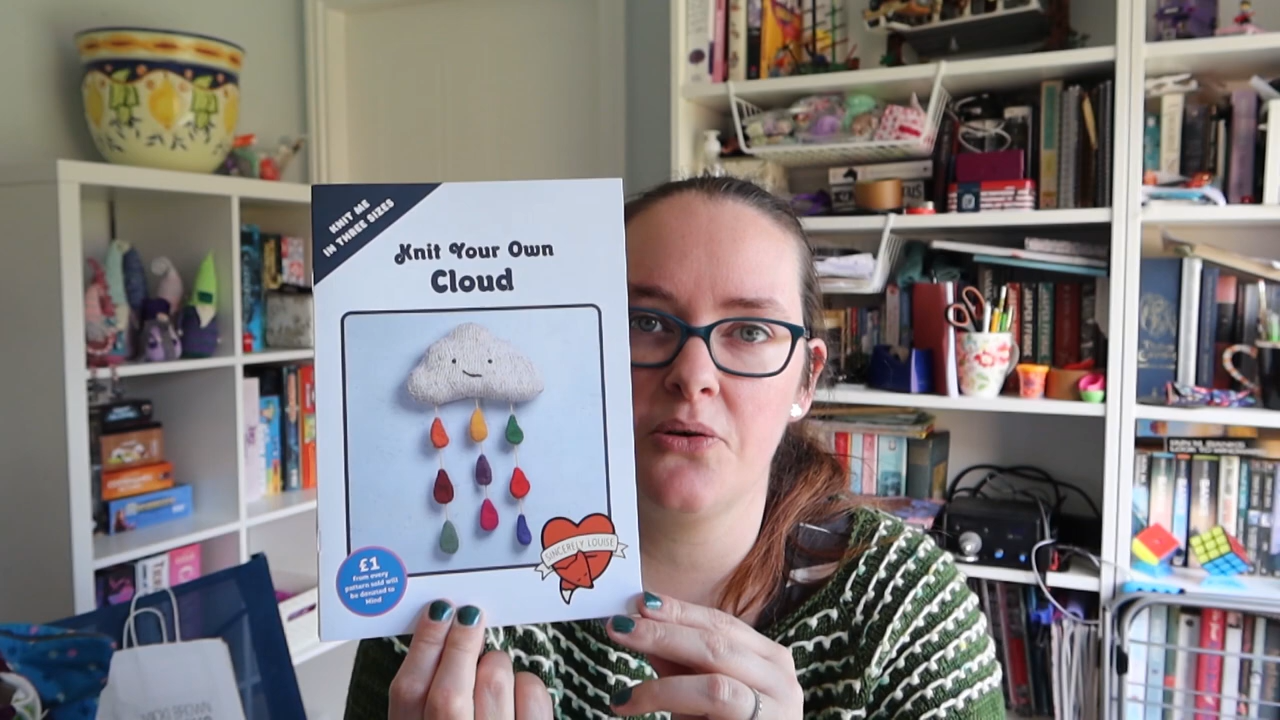 KNIT ME
IN THREE SIZES
Knit Your Own
Cloud
SINCERELY LOUISE
£1
from every
pattern sold will
be donated to
Mind